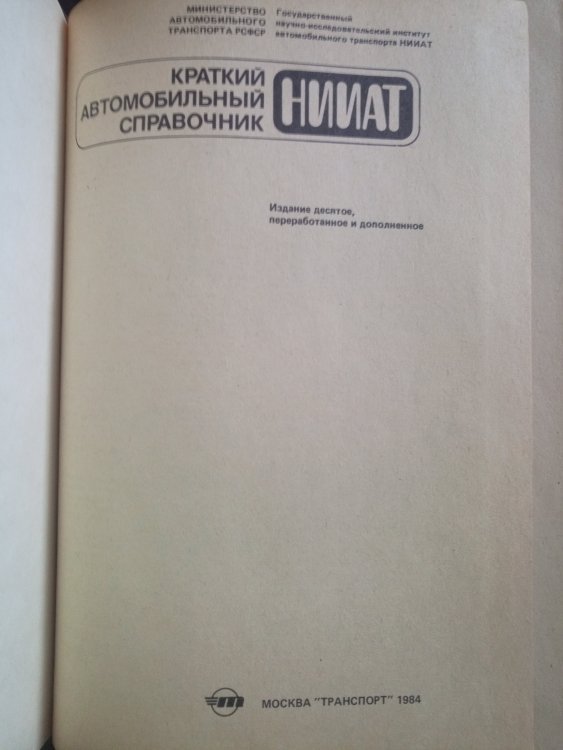 МИНИСТЕРСТВО
АВТОМОБИЛЬНОГО
ТРАНСПОРТА РСФСР
Государственный
научно-исследовательский институт
автомобильного транспорта НИИАТ
КРАТКИЙ
АВТОМОБИЛЬНЫЙ
СПРАВОЧНИК
НИИАТ
Издание десятое,
переработанное и дополненное
МОСКВА "ТРАНСПОРТ" 1984